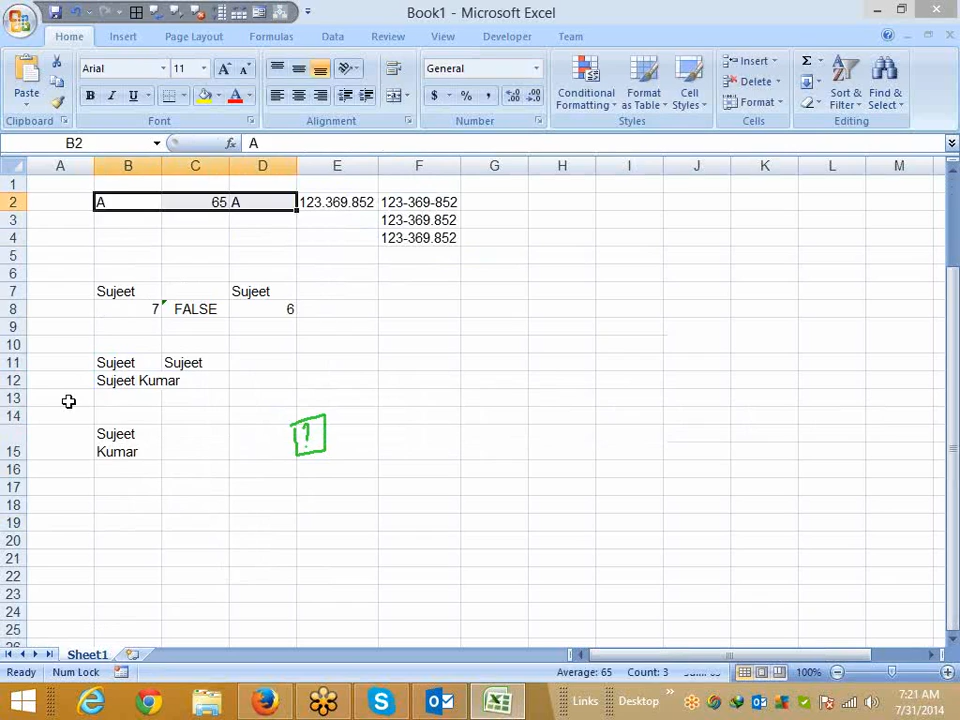 Book1 - Microsoft Excel
Home Insert Page Layout Formulas Data Review View Developer Team
Arial 11 General
Paste
B I U
Conditional Formatting Format as Table Cell Styles
Insert
Delete
Format
Sort & Filter Find & Select
Clipboard Font Alignment Number Styles Cells Editing
B2 fx A
A B C D E F G H I J K L M
1
2 A 65 A 123.369.852 123-369-852
3 123-369.852
4 123-369.852
5
6
7 Sujeet Sujeet
8 7 FALSE 6
9
10
11 Sujeet Sujeet
12 Sujeet Kumar
13
14
15 Sujeet
Kumar
?
16
17
18
19
20
21
22
23
24
25
Sheet1
Ready Num Lock Average: 65 Count: 3 100%
Links Desktop
7:21 AM
7/31/2014